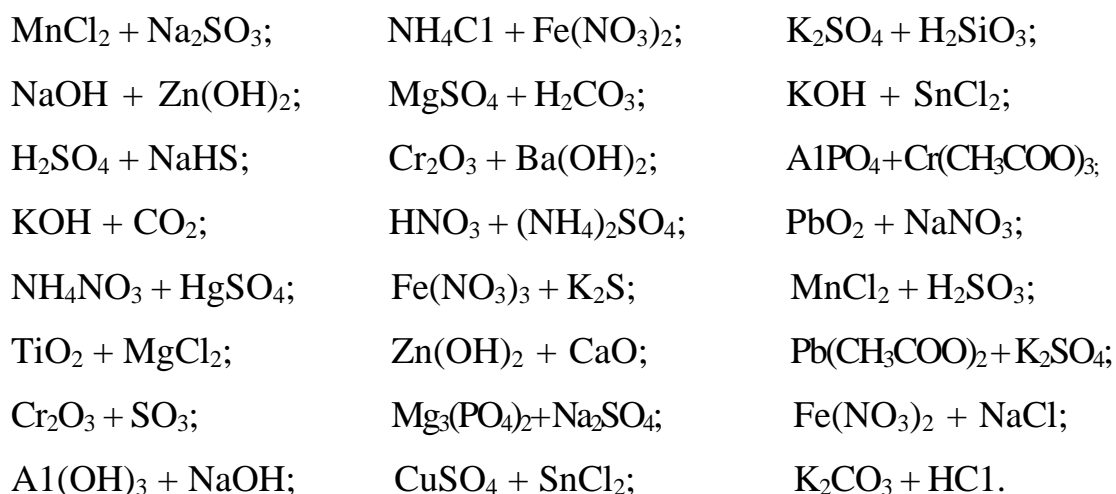 MnCl₂ + Na₂SO₃; NH₄C1 + Fe(NO₃)₂; K₂SO₄ + H₂SiO₃;
NaOH + Zn(OH)₂; MgSO₄ + H₂CO₃; KOH + SnCl₂;
H₂SO₄ + NaHS; Cr₂O₃ + Ba(OH)₂; A1PO₄+Cr(CH₃COO)₃;
KOH + CO₂; HNO₃ + (NH₄)₂SO₄; PbO₂ + NaNO₃;
NH₄NO₃ + HgSO₄; Fe(NO₃)₃ + K₂S; MnCl₂ + H₂SO₃;
TiO₂ + MgCl₂; Zn(OH)₂ + CaO; Pb(CH₃COO)₂ + K₂SO₄;
Cr₂O₃ + SO₃; Mg₃(PO₄)₂+Na₂SO₄; Fe(NO₃)₂ + NaCl;
A1(OH)₃ + NaOH; CuSO₄ + SnCl₂; K₂CO₃ + HC1.